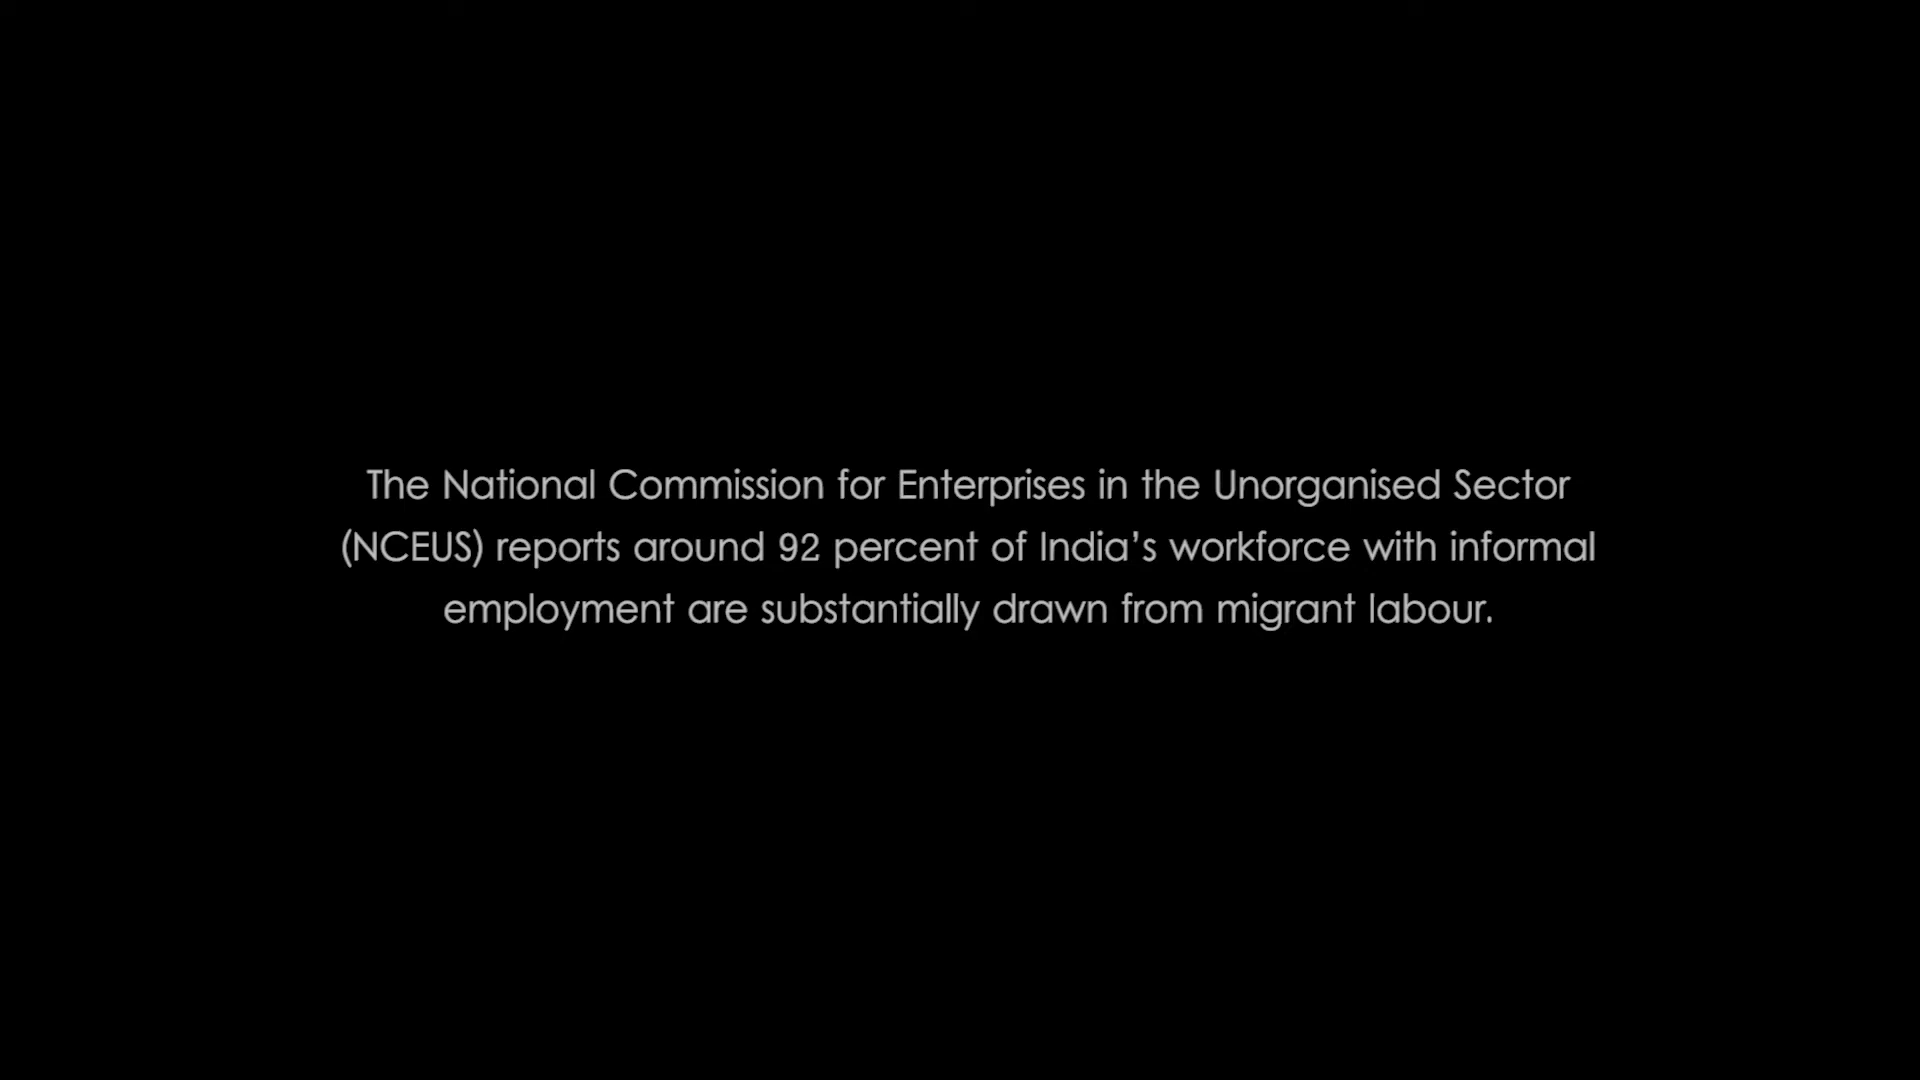 The National Commission for Enterprises in the Unorganised Sector
(NCEUS) reports around 92 percent of India’s workforce with informal
employment are substantially drawn from migrant labour.